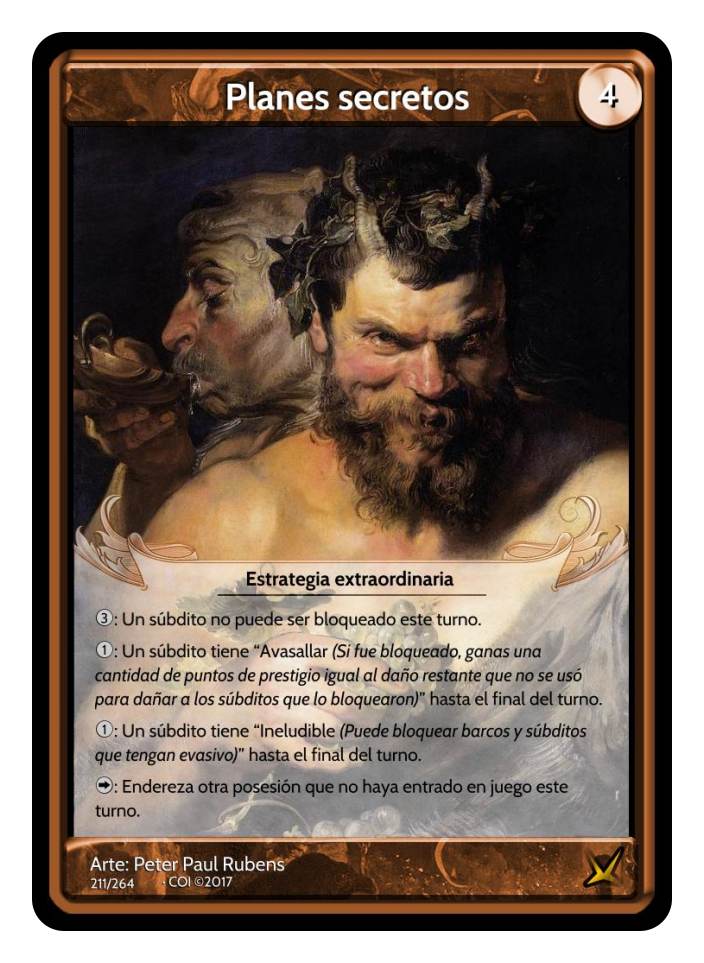 Planes secretos
4
Estrategia extraordinaria
③: Un súbdito no puede ser bloqueado este turno.
①: Un súbdito tiene “Avasallar (Si fue bloqueado, ganas una
cantidad de puntos de prestigio igual al daño restante que no se usó
para dañar a los súbditos que lo bloquearon)” hasta el final del turno.
①: Un súbdito tiene “Ineludible (Puede bloquear barcos y súbditos
que tengan evasivo)” hasta el final del turno.
➡: Endereza otra posesión que no haya entrado en juego este
turno.
Arte: Peter Paul Rubens
211/264 · COI ©2017